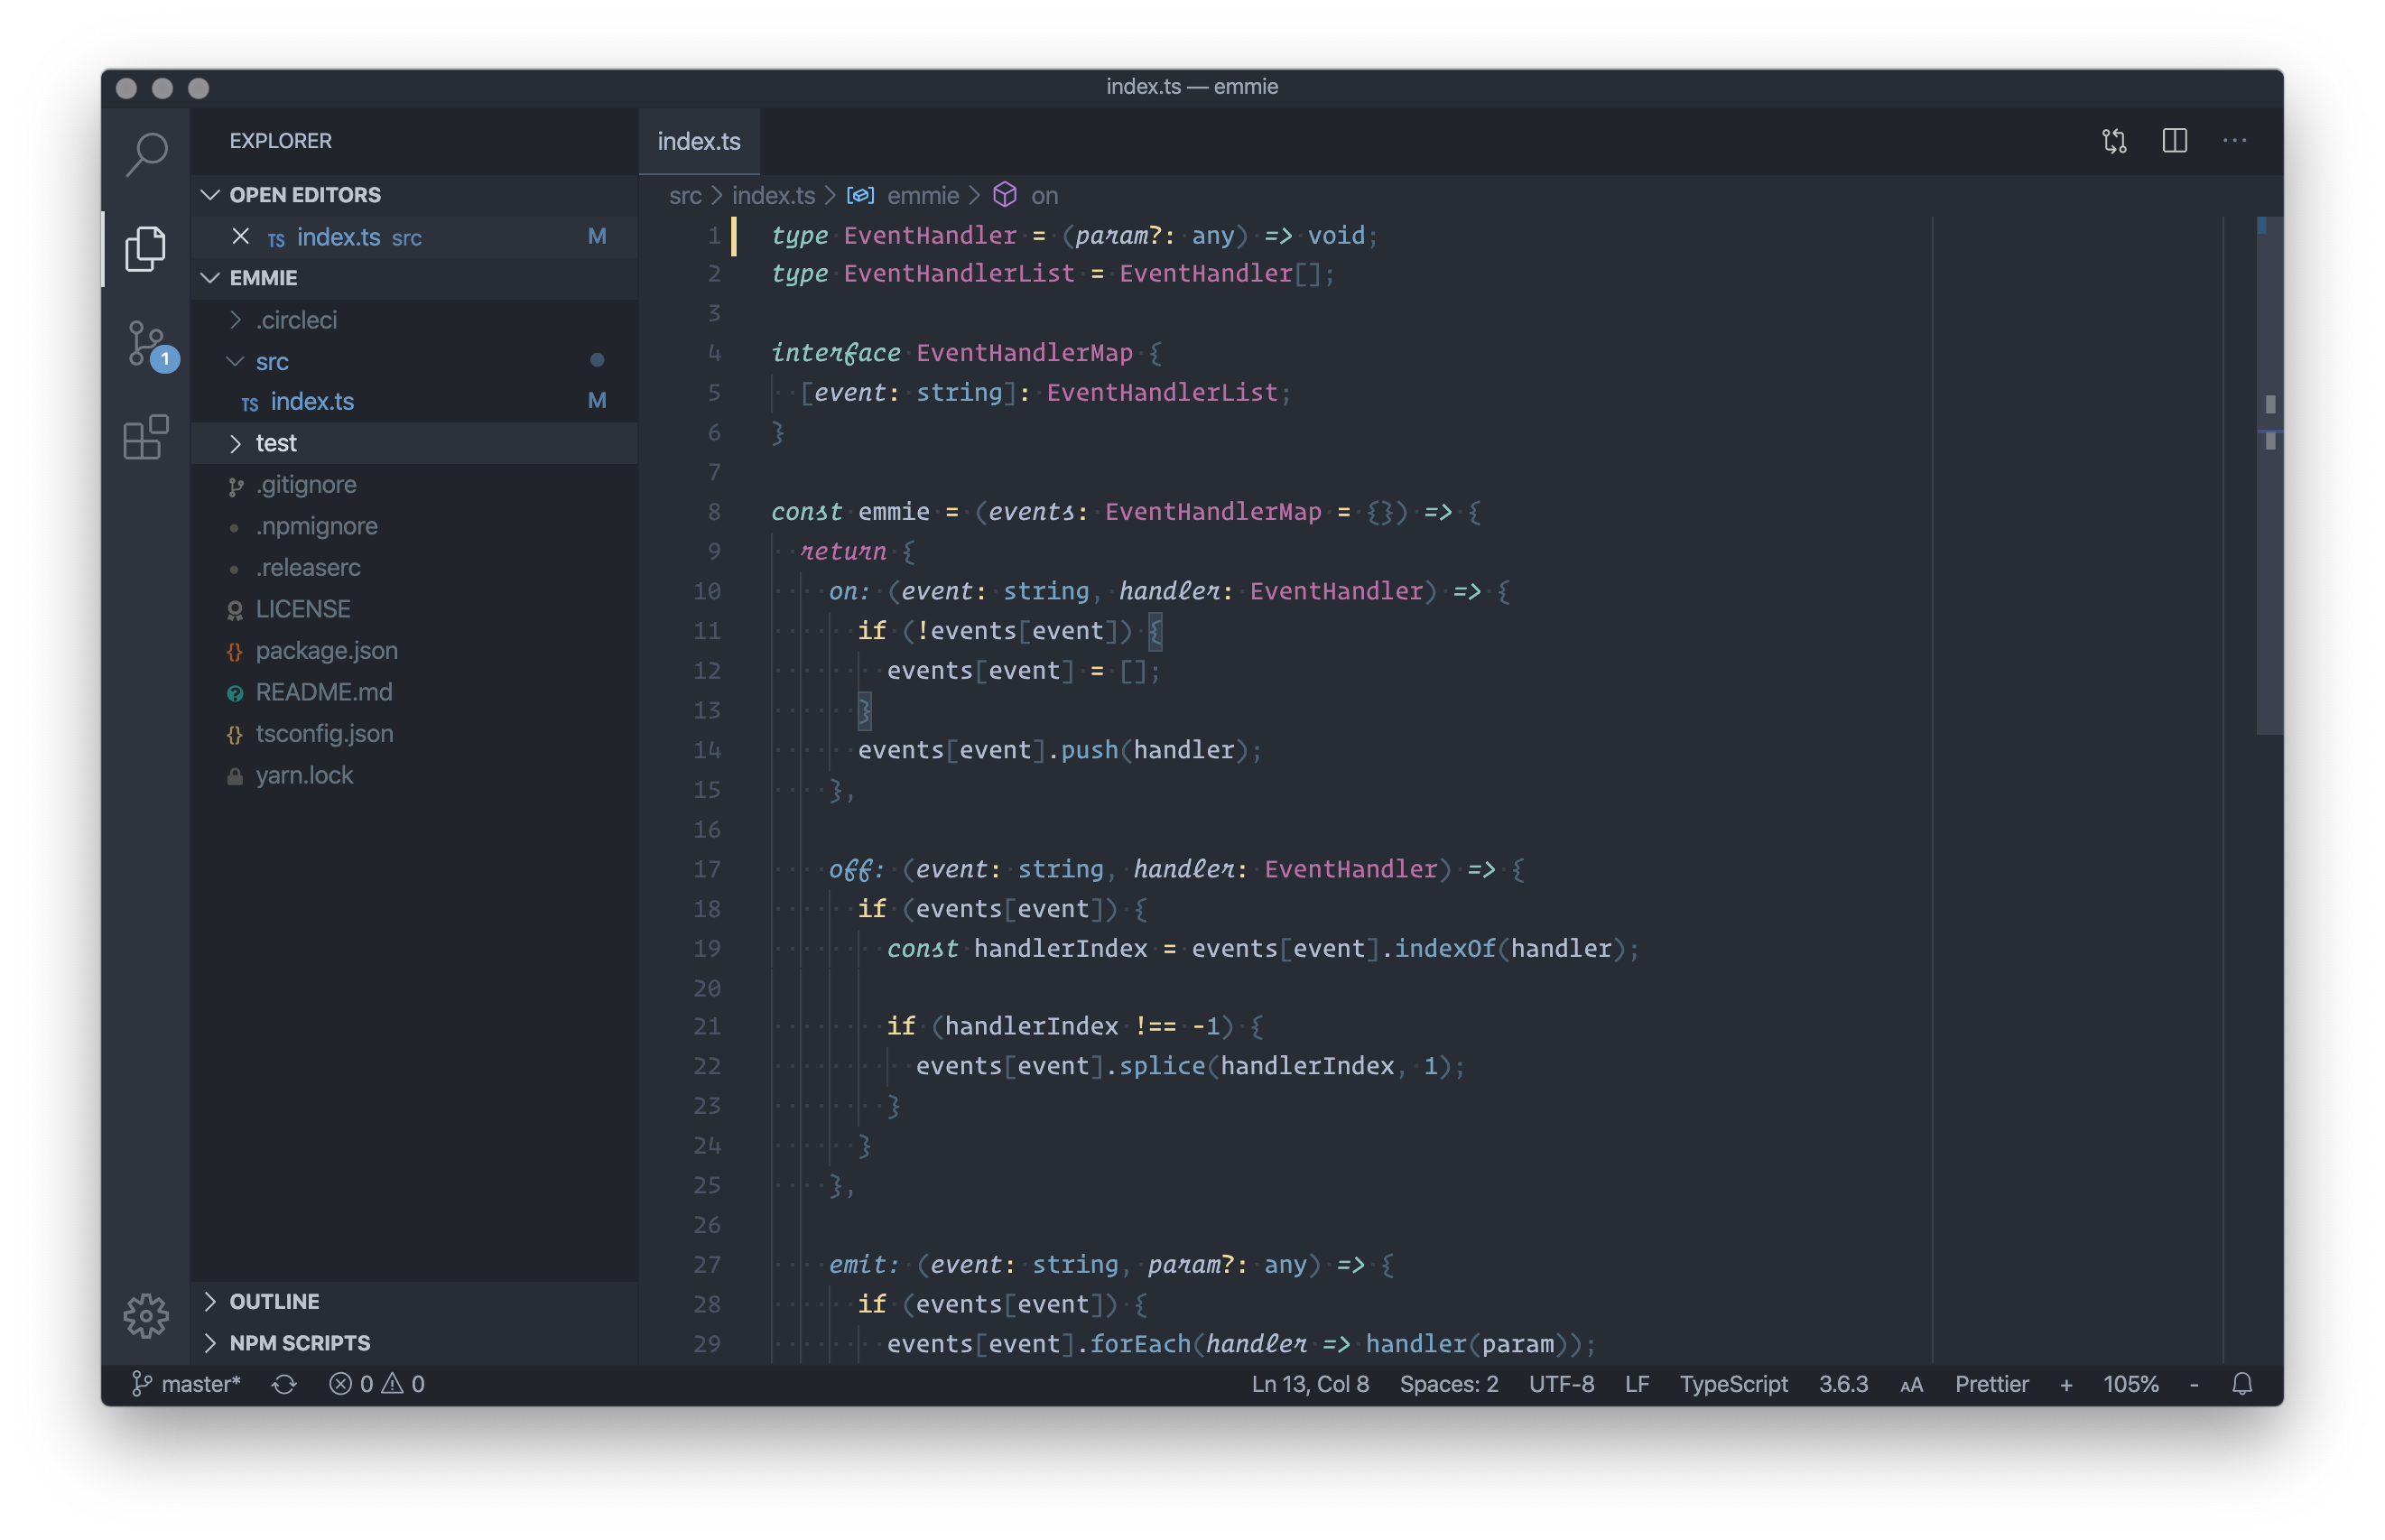 index.ts — emmie
EXPLORER
OPEN EDITORS
TS index.ts src M
EMMIE
.circleci
src
TS index.ts M
test
.gitignore
.npmignore
.releaserc
LICENSE
{} package.json
README.md
{} tsconfig.json
yarn.lock
OUTLINE
NPM SCRIPTS
1
index.ts
src > index.ts > emmie > on
1 type EventHandler = (param?: any) => void;
2 type EventHandlerList = EventHandler[];
3
4 interface EventHandlerMap {
5   [event: string]: EventHandlerList;
6 }
7
8 const emmie = (events: EventHandlerMap = {}) => {
9   return {
10     on: (event: string, handler: EventHandler) => {
11       if (!events[event]) {
12         events[event] = [];
13       }
14       events[event].push(handler);
15     },
16
17     off: (event: string, handler: EventHandler) => {
18       if (events[event]) {
19         const handlerIndex = events[event].indexOf(handler);
20
21         if (handlerIndex !== -1) {
22           events[event].splice(handlerIndex, 1);
23         }
24       }
25     },
26
27     emit: (event: string, param?: any) => {
28       if (events[event]) {
29         events[event].forEach(handler => handler(param));
master* 0 0 Ln 13, Col 8 Spaces: 2 UTF-8 LF TypeScript 3.6.3 AA Prettier + 105% -